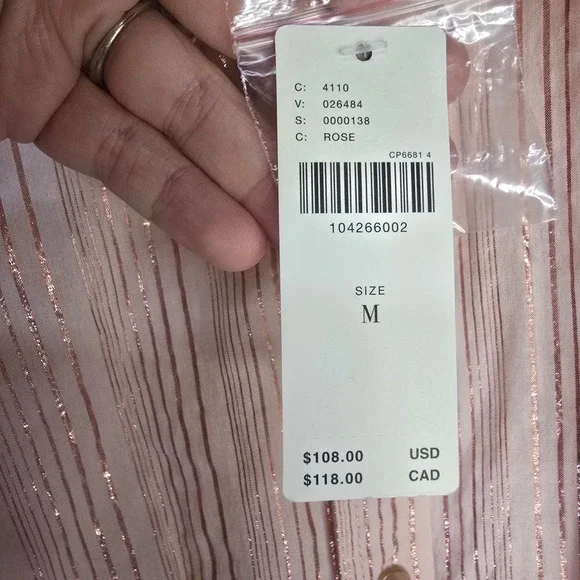 C: 4110
V: 026484
S: 0000138
C: ROSE
CP6681 4
104266002
SIZE
M
$108.00 USD
$118.00 CAD